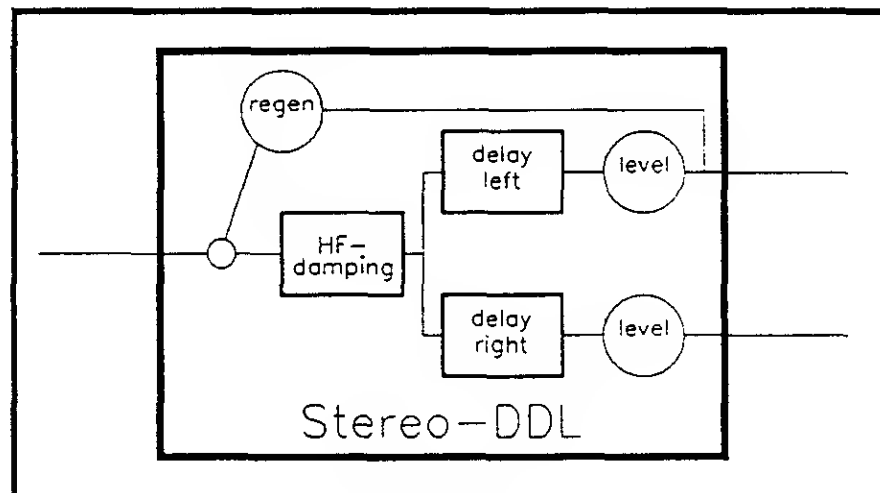 regen
delay
left
level
HF-
damping
delay
right
level
Stereo-DDL